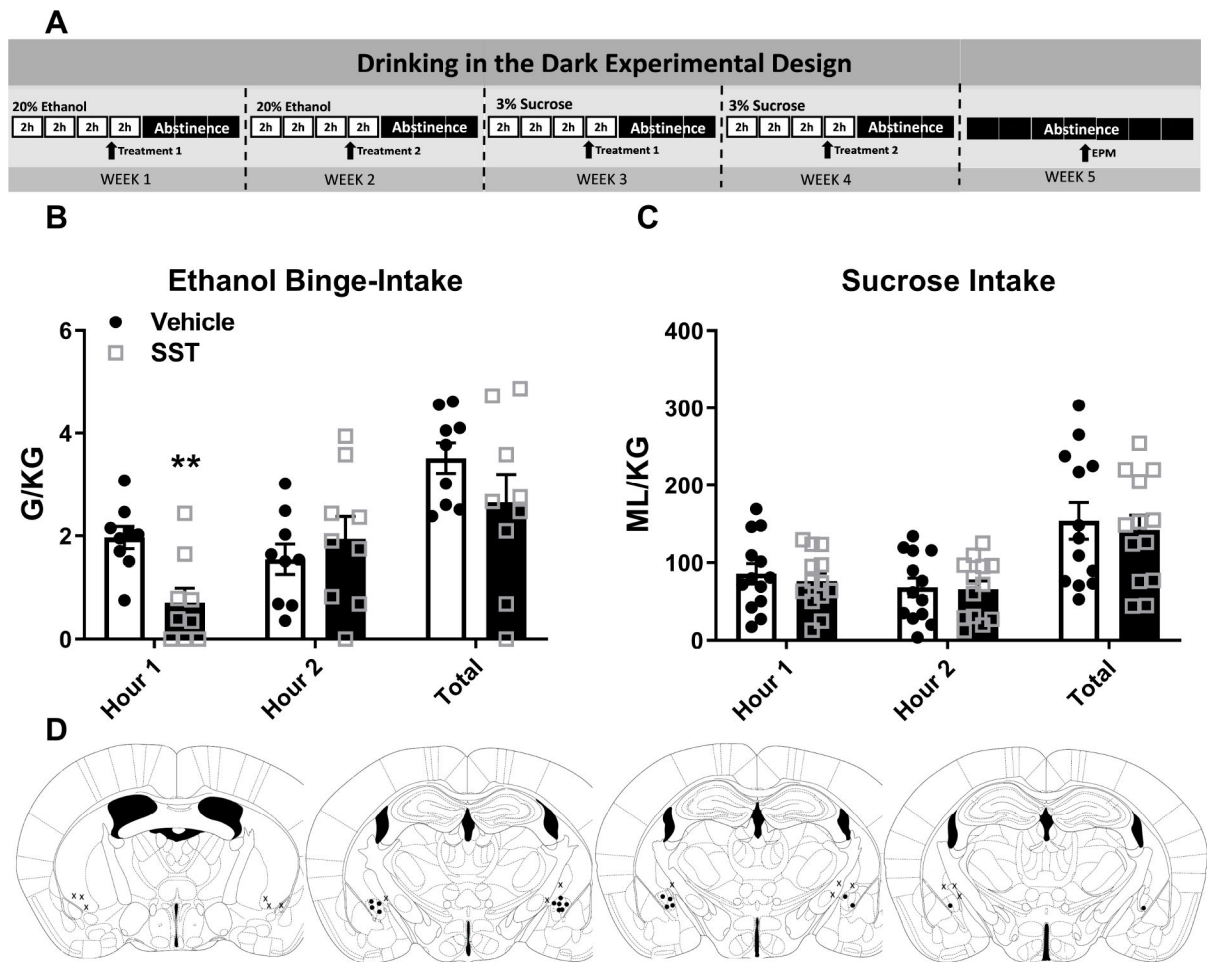 A
Drinking in the Dark Experimental Design
20% Ethanol
2h 2h 2h 2h Abstinence
Treatment 1
WEEK 1
20% Ethanol
2h 2h 2h 2h Abstinence
Treatment 2
WEEK 2
3% Sucrose
2h 2h 2h 2h Abstinence
Treatment 1
WEEK 3
3% Sucrose
2h 2h 2h 2h Abstinence
Treatment 2
WEEK 4
Abstinence
EPM
WEEK 5
B
Ethanol Binge-Intake
Vehicle
SST
G/KG
6
4
2
0
**
Hour 1
Hour 2
Total
C
Sucrose Intake
ML/KG
400
300
200
100
0
Hour 1
Hour 2
Total
D